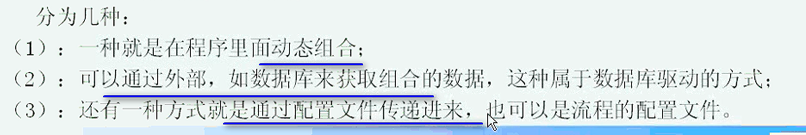 分为几种：
（1）：一种就是在程序里面动态组合；
（2）：可以通过外部，如数据库来获取组合的数据，这种属于数据库驱动的方式；
（3）：还有一种方式就是通过配置文件传递进来，也可以是流程的配置文件。